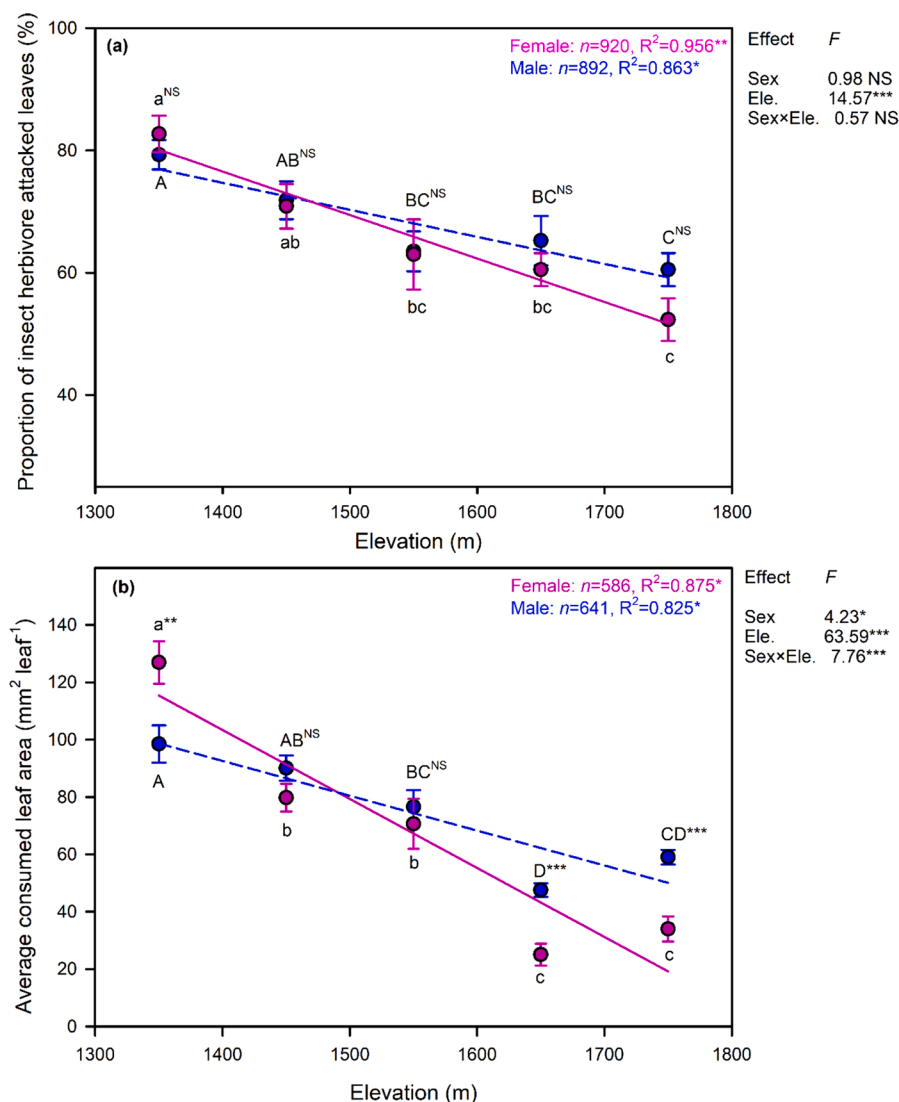 (a)
Female: n=920, R²=0.956**
Male: n=892, R²=0.863*
Effect F
Sex 0.98 NS
Ele. 14.57***
Sex×Ele. 0.57 NS
Proportion of insect herbivore attacked leaves (%)
100
80
60
40
a^NS
A
AB^NS
ab
BC^NS
bc
BC^NS
bc
C^NS
c
1300 1400 1500 1600 1700 1800
Elevation (m)
(b)
Female: n=586, R²=0.875*
Male: n=641, R²=0.825*
Effect F
Sex 4.23*
Ele. 63.59***
Sex×Ele. 7.76***
Average consumed leaf area (mm² leaf⁻¹)
140
120
100
80
60
40
20
0
a**
A
AB^NS
b
BC^NS
b
D***
c
CD***
c
1300 1400 1500 1600 1700 1800
Elevation (m)